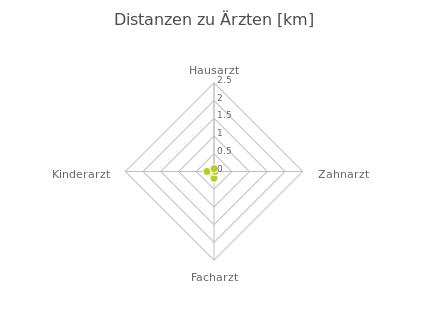 Distanzen zu Ärzten [km]
Hausarzt
2.5
2
1.5
1
0.5
0
Kinderarzt
Zahnarzt
Facharzt